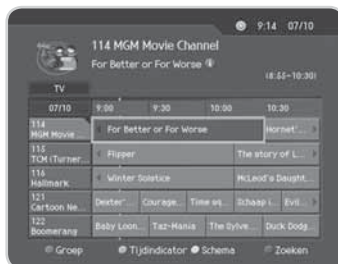 9:14 07/10
114 MGM Movie Channel
For Better or For Worse
(8:55-10:30)
TV
07/10 9:00 9:30 10:00 10:30
114 MGM Movie ... For Better or For Worse Hornet'...
115 TCM (Turner... Flipper The story of L...
116 Hallmark Winter Solstice McLeod's Daught...
121 Cartoon Ne... Dexter'... Courage... Time sq... Schaap i... Evil...
122 Boomerang Baby Loon... Taz-Mania The Sylve... Duck Dodg...
Groep Tijdindicator Schema Zoeken